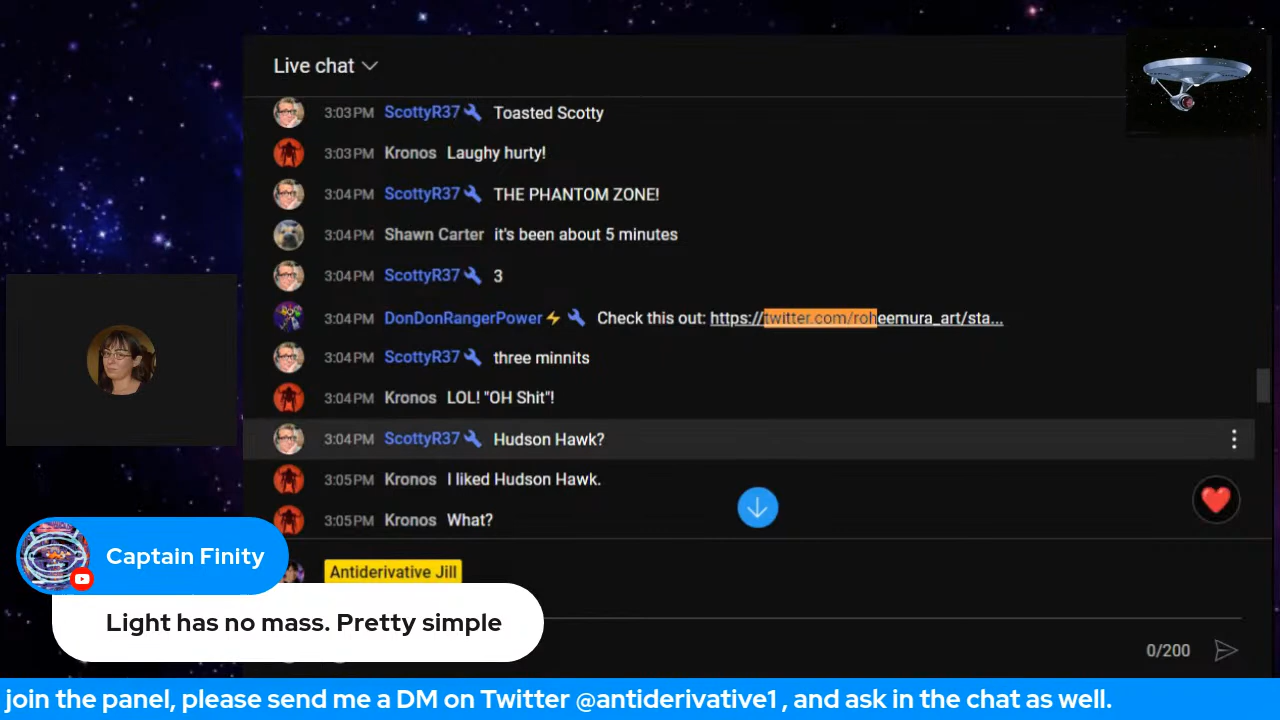 Live chat
3:03 PM ScottyR37 Toasted Scotty
3:03 PM Kronos Laughy hurty!
3:04 PM ScottyR37 THE PHANTOM ZONE!
3:04 PM Shawn Carter it's been about 5 minutes
3:04 PM ScottyR37 3
3:04 PM DonDonRangerPower⚡ Check this out: https://twitter.com/roheemura_art/sta...
3:04 PM ScottyR37 three minnits
3:04 PM Kronos LOL! "OH Shit"!
3:04 PM ScottyR37 Hudson Hawk?
3:05 PM Kronos I liked Hudson Hawk.
3:05 PM Kronos What?
Captain Finity
Antiderivative Jill
Light has no mass. Pretty simple
0/200
join the panel, please send me a DM on Twitter @antiderivative1 , and ask in the chat as well.